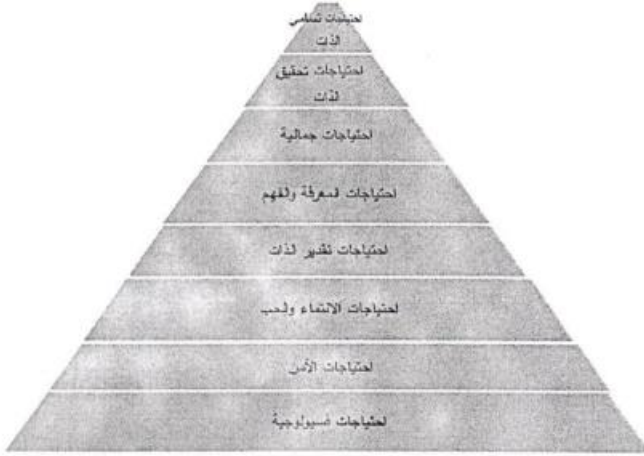 احتياجات تسامي
الذات
احتياجات تحقيق
الذات
احتياجات جمالية
احتياجات المعرفة والفهم
احتياجات تقدير الذات
احتياجات الانتماء والحب
احتياجات الأمن
احتياجات فسيولوجية